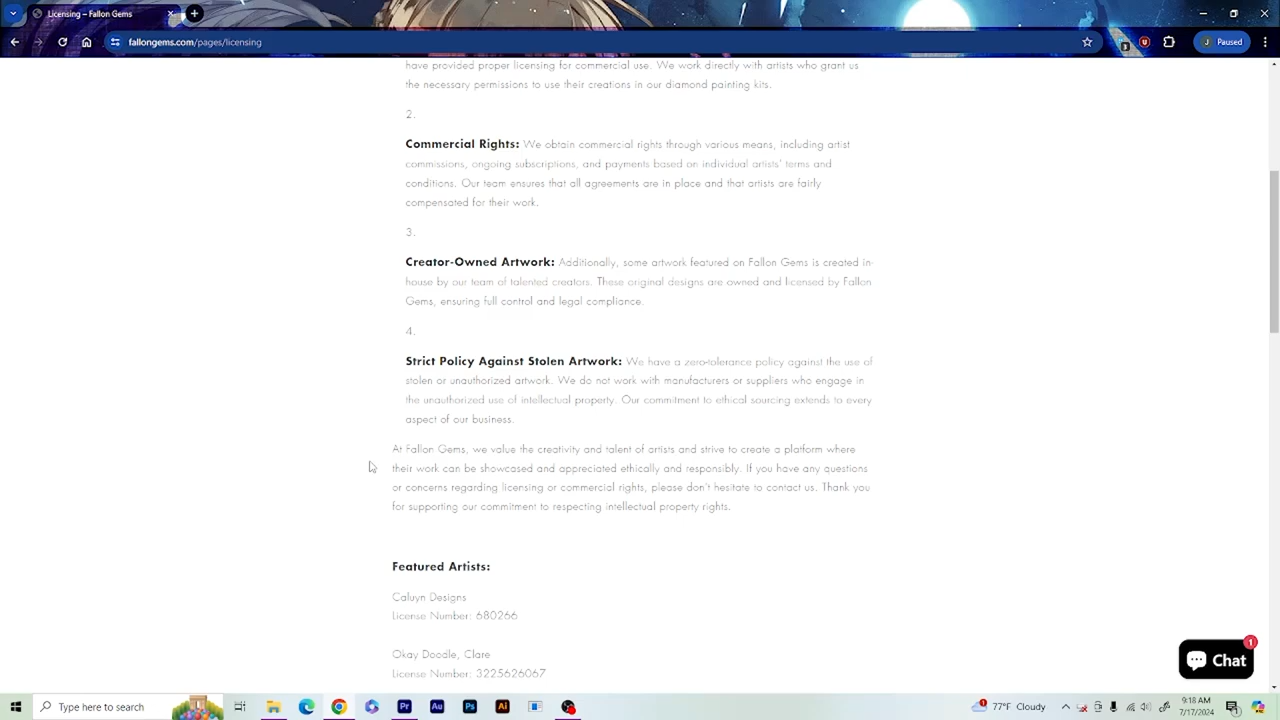 Licensing – Fallon Gems
fallongems.com/pages/licensing
J Paused
have provided proper licensing for commercial use. We work directly with artists who grant us
the necessary permissions to use their creations in our diamond painting kits.
2.
Commercial Rights: We obtain commercial rights through various means, including artist
commissions, ongoing subscriptions, and payments based on individual artists' terms and
conditions. Our team ensures that all agreements are in place and that artists are fairly
compensated for their work.
3.
Creator-Owned Artwork: Additionally, some artwork featured on Fallon Gems is created in-
house by our team of talented creators. These original designs are owned and licensed by Fallon
Gems, ensuring full control and legal compliance.
4.
Strict Policy Against Stolen Artwork: We have a zero-tolerance policy against the use of
stolen or unauthorized artwork. We do not work with manufacturers or suppliers who engage in
the unauthorized use of intellectual property. Our commitment to ethical sourcing extends to every
aspect of our business.
At Fallon Gems, we value the creativity and talent of artists and strive to create a platform where
their work can be showcased and appreciated ethically and responsibly. If you have any questions
or concerns regarding licensing or commercial rights, please don't hesitate to contact us. Thank you
for supporting our commitment to respecting intellectual property rights.
Featured Artists:
Caluyn Designs
License Number: 680266
Okay Doodle, Clare
License Number: 3225626067
1
Chat
Type here to search
Pr
Au
Ps
Ai
77°F Cloudy
9:18 AM
7/17/2024